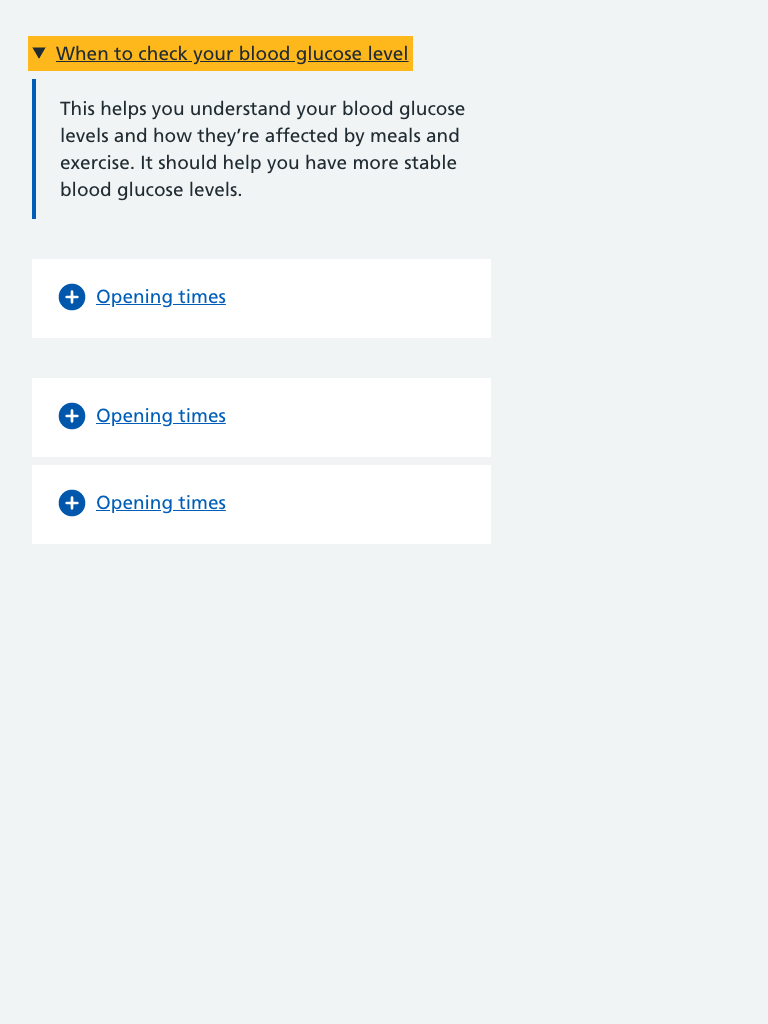 When to check your blood glucose level
This helps you understand your blood glucose
levels and how they’re affected by meals and
exercise. It should help you have more stable
blood glucose levels.
Opening times
Opening times
Opening times